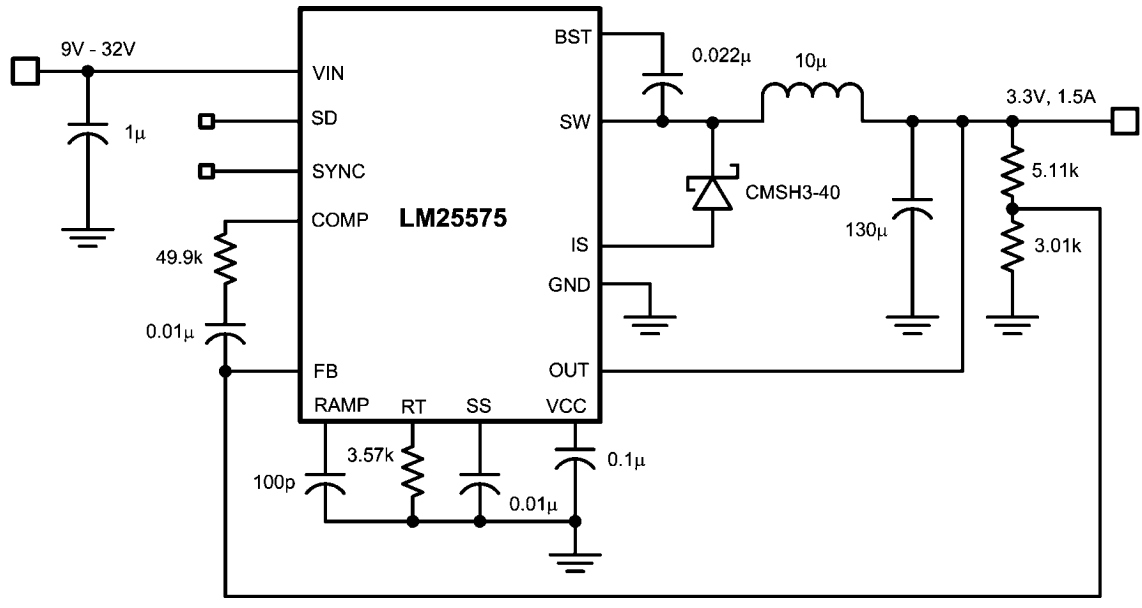 9V - 32V
1μ
VIN
SD
SYNC
COMP
49.9k
0.01μ
FB
RAMP
RT
SS
VCC
LM25575
BST
SW
IS
GND
OUT
0.022μ
10μ
3.3V, 1.5A
CMSH3-40
130μ
5.11k
3.01k
100p
3.57k
0.01μ
0.1μ